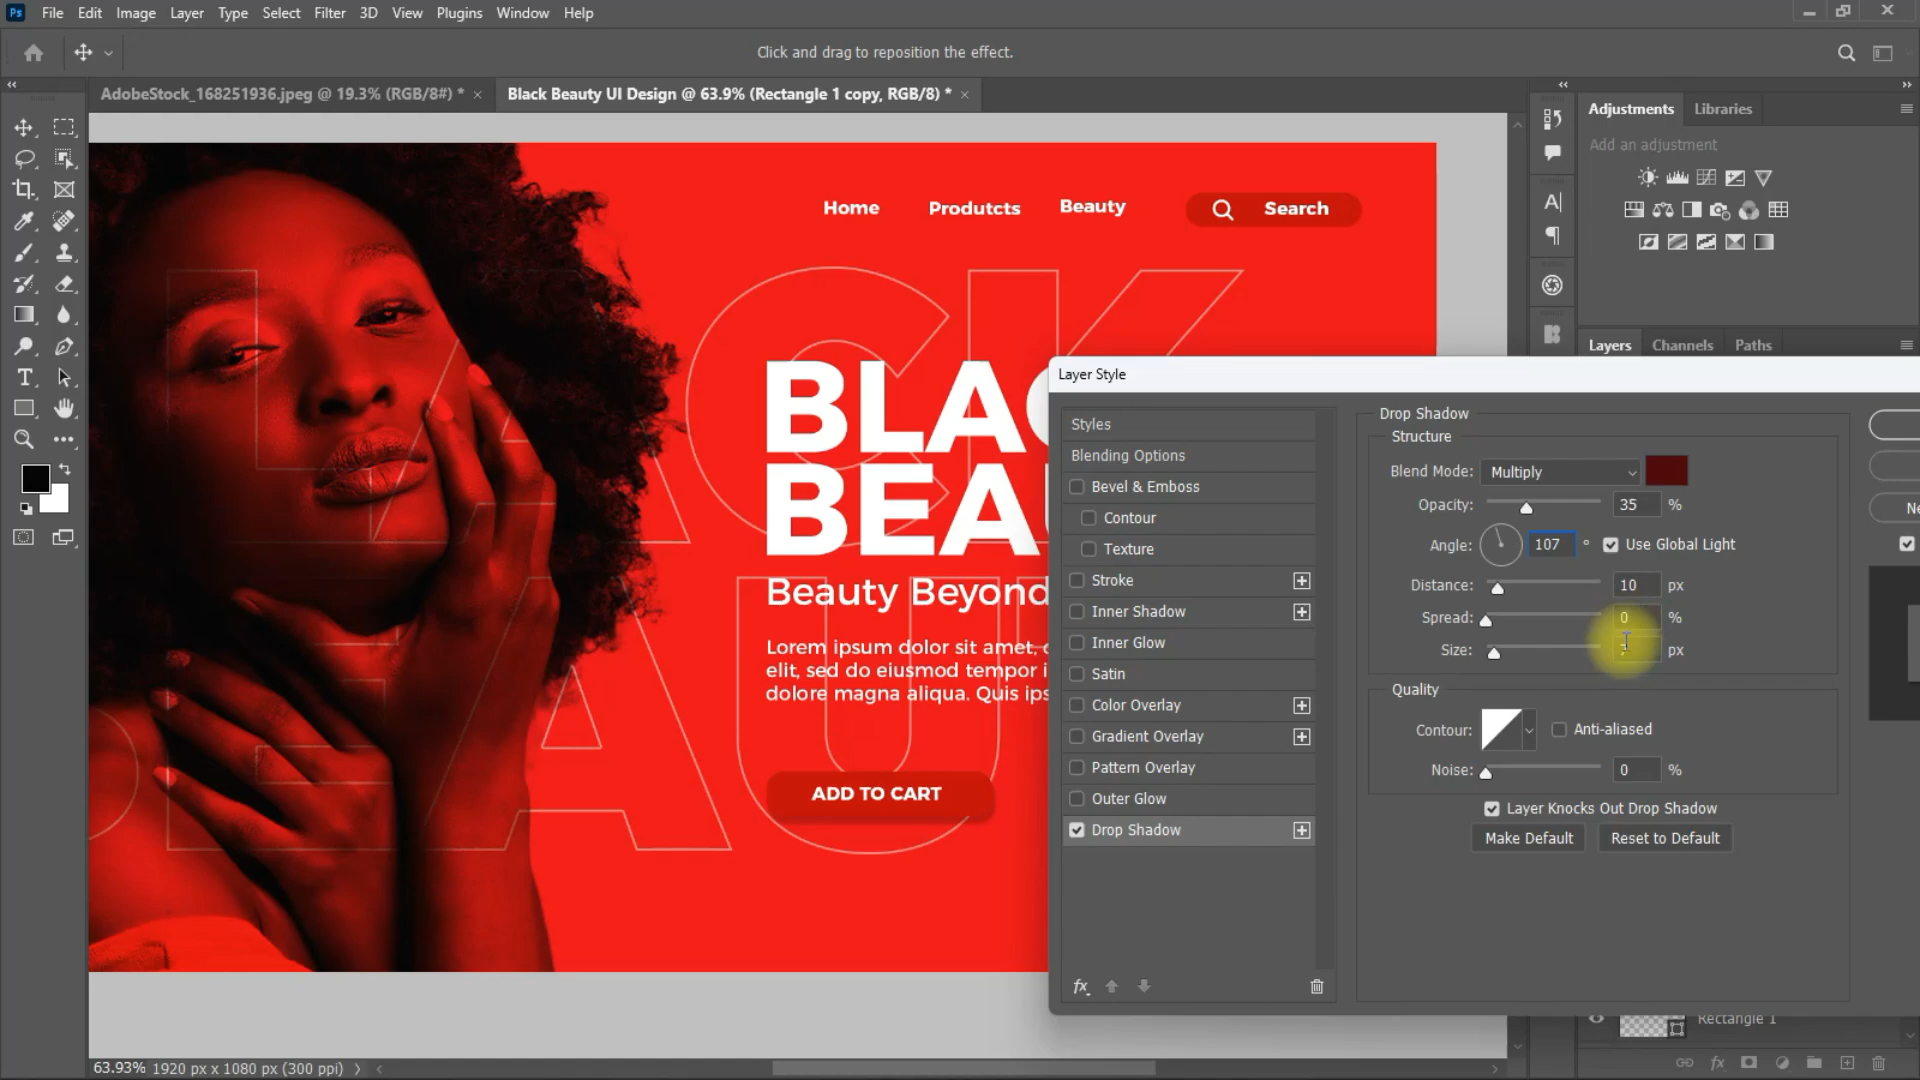 Ps File Edit Image Layer Type Select Filter 3D View Plugins Window Help
Click and drag to reposition the effect.
AdobeStock_168251936.jpeg @ 19.3% (RGB/8#) *
Black Beauty UI Design @ 63.9% (Rectangle 1 copy, RGB/8) *
Adjustments Libraries
Add an adjustment
Home Produtcts Beauty Search
Layers Channels Paths
BLACK
BEAU
BLAC
BEAU
Beauty Beyond
Lorem ipsum dolor sit amet,
elit, sed do eiusmod tempor
dolore magna aliqua. Quis ips
ADD TO CART
Layer Style
Styles
Blending Options
Bevel & Emboss
Contour
Texture
Stroke
Inner Shadow
Inner Glow
Satin
Color Overlay
Gradient Overlay
Pattern Overlay
Outer Glow
Drop Shadow
fx
Drop Shadow
Structure
Blend Mode: Multiply
Opacity: 35 %
Angle: 107 ° Use Global Light
Distance: 10 px
Spread: 0 %
Size: px
Quality
Contour: Anti-aliased
Noise: 0 %
Layer Knocks Out Drop Shadow
Make Default Reset to Default
Ne
Rectangle 1
fx
63.93% 1920 px x 1080 px (300 ppi)